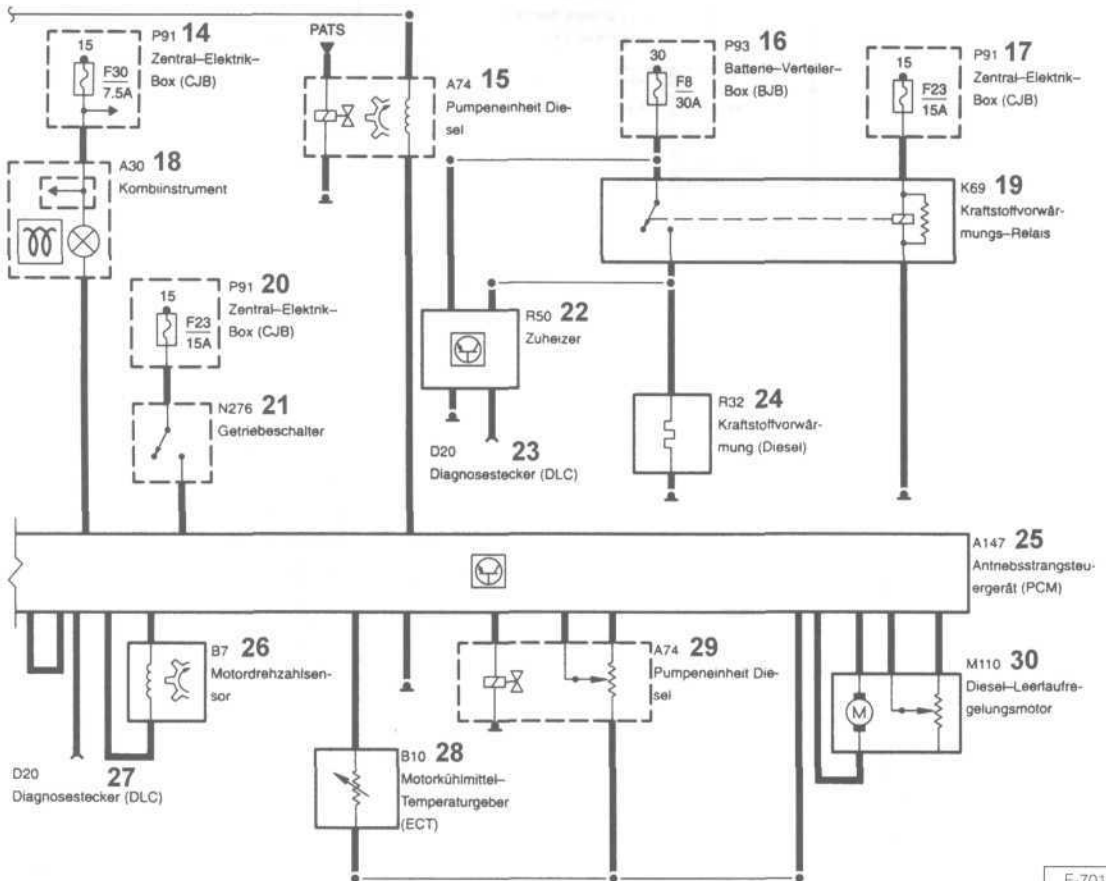 P91 14
Zentral–Elektrik–
Box (CJB)
15
F30
7.5A
PATS
A74 15
Pumpeneinheit Die-
sel
P93 16
Batterie–Verteiler–
Box (BJB)
30
F8
30A
P91 17
Zentral–Elektrik–
Box (CJB)
15
F23
15A
A30 18
Kombiinstrument
K69 19
Kraftstoffvorwär-
mungs–Relais
P91 20
Zentral–Elektrik–
Box (CJB)
15
F23
15A
N276 21
Getriebeschalter
R50 22
Zuheizer
D20 23
Diagnosestecker (DLC)
R32 24
Kraftstoffvorwär-
mung (Diesel)
A147 25
Antriebsstrangsteu-
ergerät (PCM)
B7 26
Motordrehzahlsen-
sor
D20 27
Diagnosestecker (DLC)
B10 28
Motorkühlmittel–
Temperaturgeber
(ECT)
A74 29
Pumpeneinheit Die-
sel
M110 30
Diesel–Leerlaufre-
gelungsmotor
M
E-701